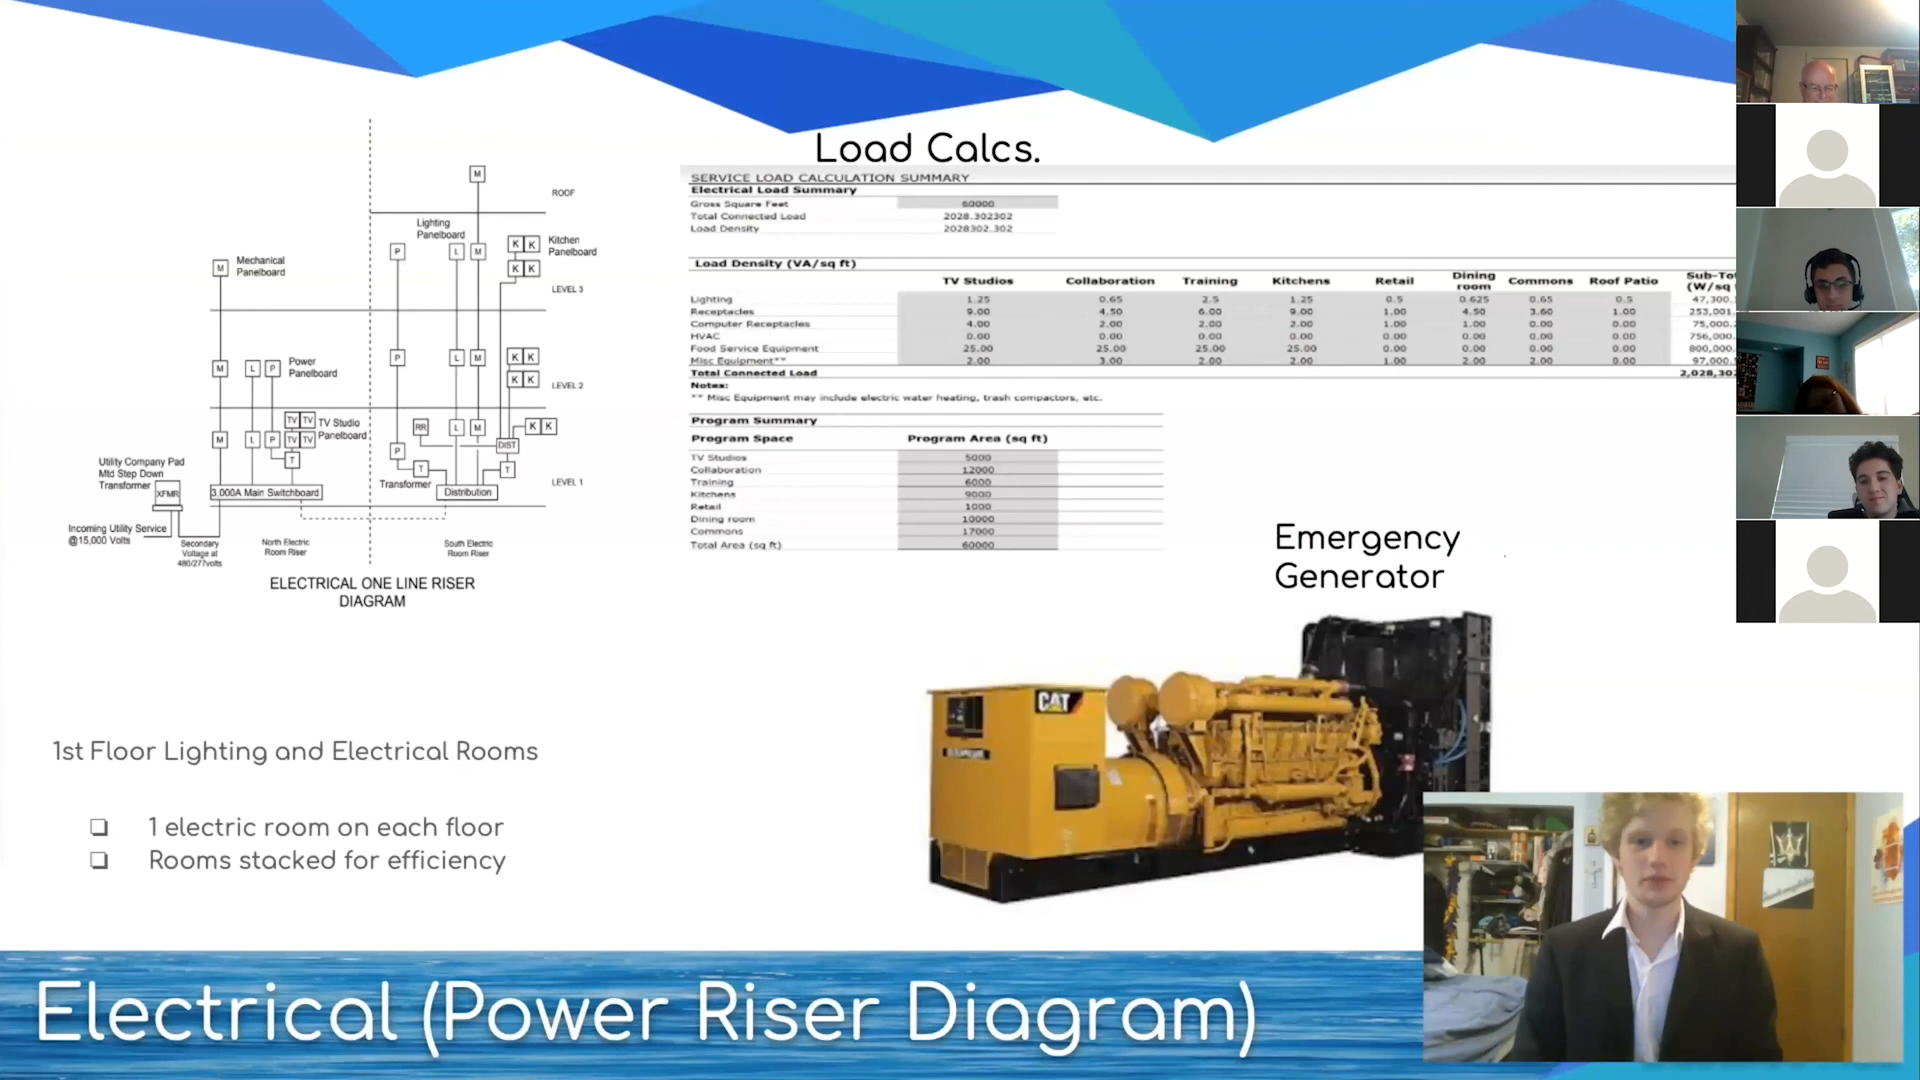 Load Calcs.
SERVICE LOAD CALCULATION SUMMARY
Electrical Load Summary
Gross Square Feet 60000
Total Connected Load 2028.302302
Load Density 2028302.302
Load Density (VA/sq ft)
TV Studios Collaboration Training Kitchens Retail Dining room Commons Roof Patio Sub-Tot
(W/sq
Lighting 1.25 0.65 2.5 1.25 0.5 0.625 0.65 0.5 47,300.
Receptacles 9.00 4.50 6.00 9.00 1.00 4.50 3.60 1.00 253,001.
Computer Receptacles 4.00 2.00 2.00 2.00 1.00 1.00 0.00 0.00 75,000.
HVAC 0.00 0.00 0.00 0.00 0.00 0.00 0.00 0.00 756,000.
Food Service Equipment 25.00 25.00 25.00 25.00 0.00 0.00 0.00 0.00 800,000.
Misc Equipment** 2.00 3.00 2.00 2.00 1.00 2.00 2.00 0.00 97,000.
Total Connected Load 2,028,302
Notes:
** Misc Equipment may include electric water heating, trash compactors, etc.
Program Summary
Program Space Program Area (sq ft)
TV Studios 5000
Collaboration 12000
Training 6000
Kitchens 9000
Retail 1000
Dining room 10000
Commons 17000
Total Area (sq ft) 60000
M
ROOF
Lighting
Panelboard
P L M K K Kitchen
Panelboard
K K
M Mechanical
Panelboard
LEVEL 3
P L M K K
M L P Power
Panelboard
K K
LEVEL 2
TV TV TV Studio
Panelboard
TV TV
M L P
T
RR L M K K
P DIST
T T
Transformer
Utility Company Pad
Mtd Step Down
Transformer
XFMR
3,000A Main Switchboard
Distribution
LEVEL 1
Incoming Utility Service
@15,000 Volts
Secondary
Voltage at
480/277volts
North Electric
Room Riser
South Electric
Room Riser
ELECTRICAL ONE LINE RISER
DIAGRAM
Emergency
Generator
CAT
1st Floor Lighting and Electrical Rooms
❏ 1 electric room on each floor
❏ Rooms stacked for efficiency
Electrical (Power Riser Diagram)